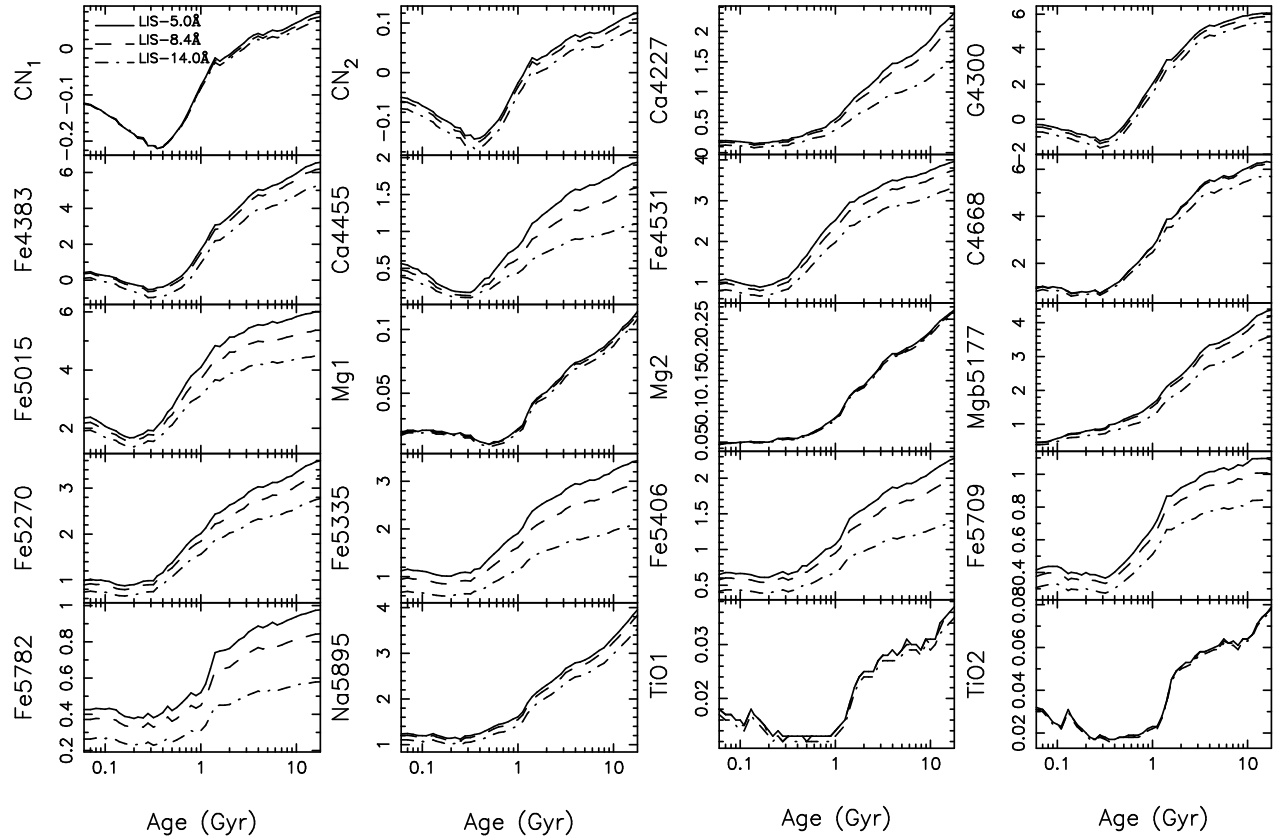 CN1
0
−0.1
−0.2
LIS−5.0Å
LIS−8.4Å
LIS−14.0Å
CN2
0.1
0
−0.1
Ca4227
2
1.5
1
0.5
0
G4300
6
4
2
0
−2
Fe4383
6
4
2
0
Ca4455
2
1.5
1
0.5
Fe4531
4
3
2
1
C4668
6
4
2
Fe5015
6
4
2
Mg1
0.1
0.05
Mg2
0.05 0.1 0.15 0.2 0.25
Mgb5177
4
3
2
1
Fe5270
3
2
1
Fe5335
3
2
1
Fe5406
2
1.5
1
0.5
Fe5709
1
0.8
0.6
0.4
Fe5782
1
0.8
0.6
0.4
0.2
Na5895
4
3
2
1
TiO1
0.03
0.02
TiO2
0.08
0.06
0.04
0.02
0.1 1 10
0.1 1 10
0.1 1 10
0.1 1 10
Age (Gyr)
Age (Gyr)
Age (Gyr)
Age (Gyr)